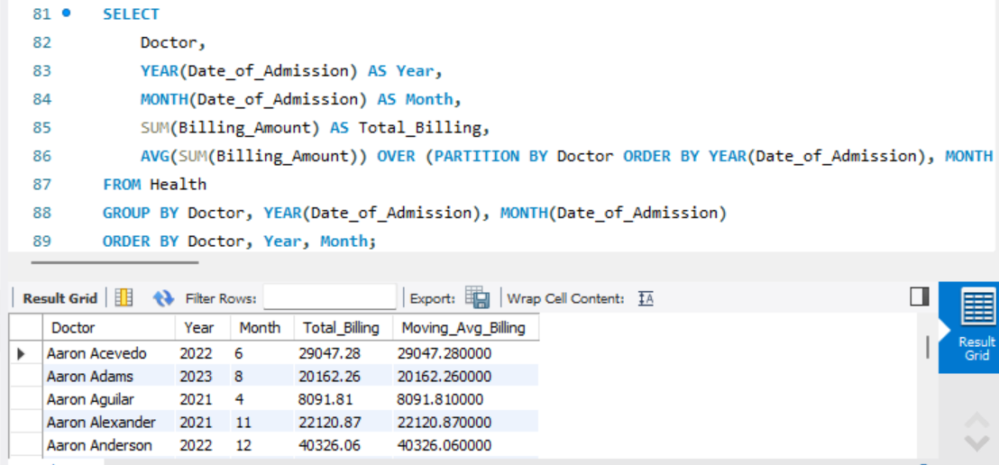 81 SELECT
82 Doctor,
83 YEAR(Date_of_Admission) AS Year,
84 MONTH(Date_of_Admission) AS Month,
85 SUM(Billing_Amount) AS Total_Billing,
86 AVG(SUM(Billing_Amount)) OVER (PARTITION BY Doctor ORDER BY YEAR(Date_of_Admission), MONTH
87 FROM Health
88 GROUP BY Doctor, YEAR(Date_of_Admission), MONTH(Date_of_Admission)
89 ORDER BY Doctor, Year, Month;
Result Grid Filter Rows: Export: Wrap Cell Content: IA
Doctor Year Month Total_Billing Moving_Avg_Billing
Aaron Acevedo 2022 6 29047.28 29047.280000
Aaron Adams 2023 8 20162.26 20162.260000
Aaron Aguilar 2021 4 8091.81 8091.810000
Aaron Alexander 2021 11 22120.87 22120.870000
Aaron Anderson 2022 12 40326.06 40326.060000
Result
Grid